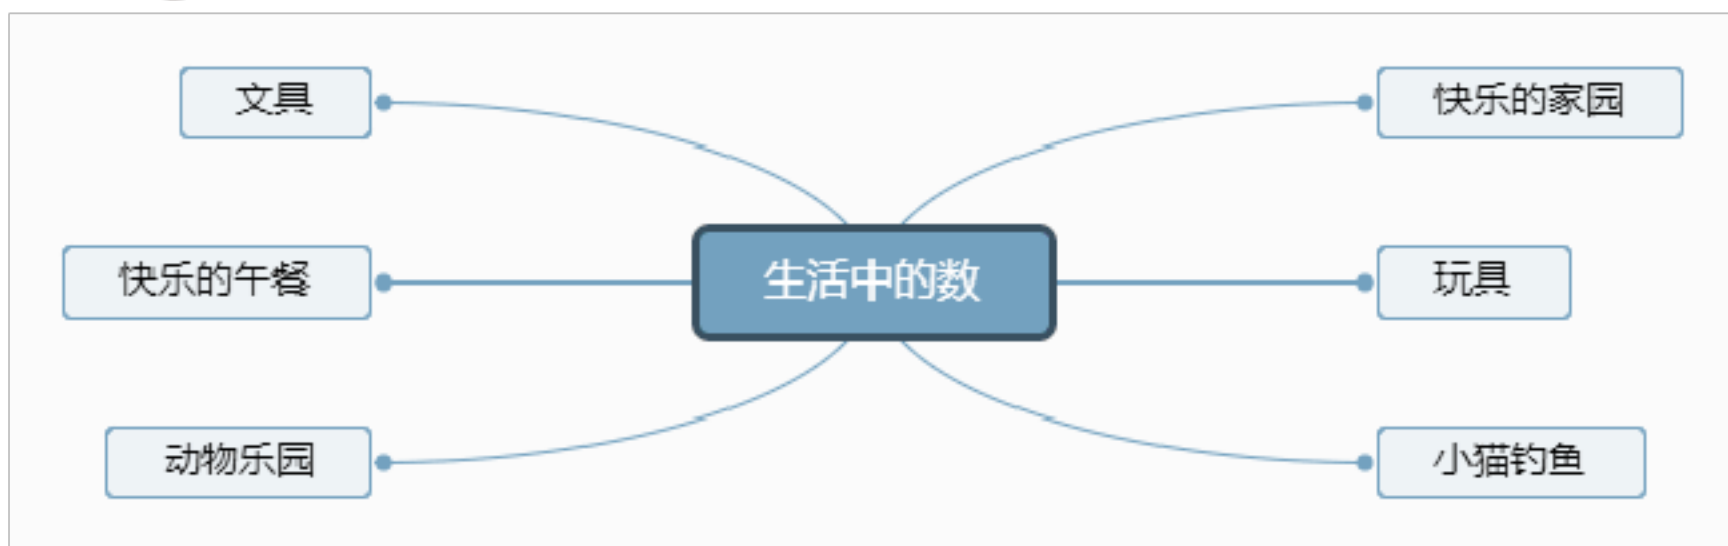 文具
快乐的家园
快乐的午餐
生活中的数
玩具
动物乐园
小猫钓鱼